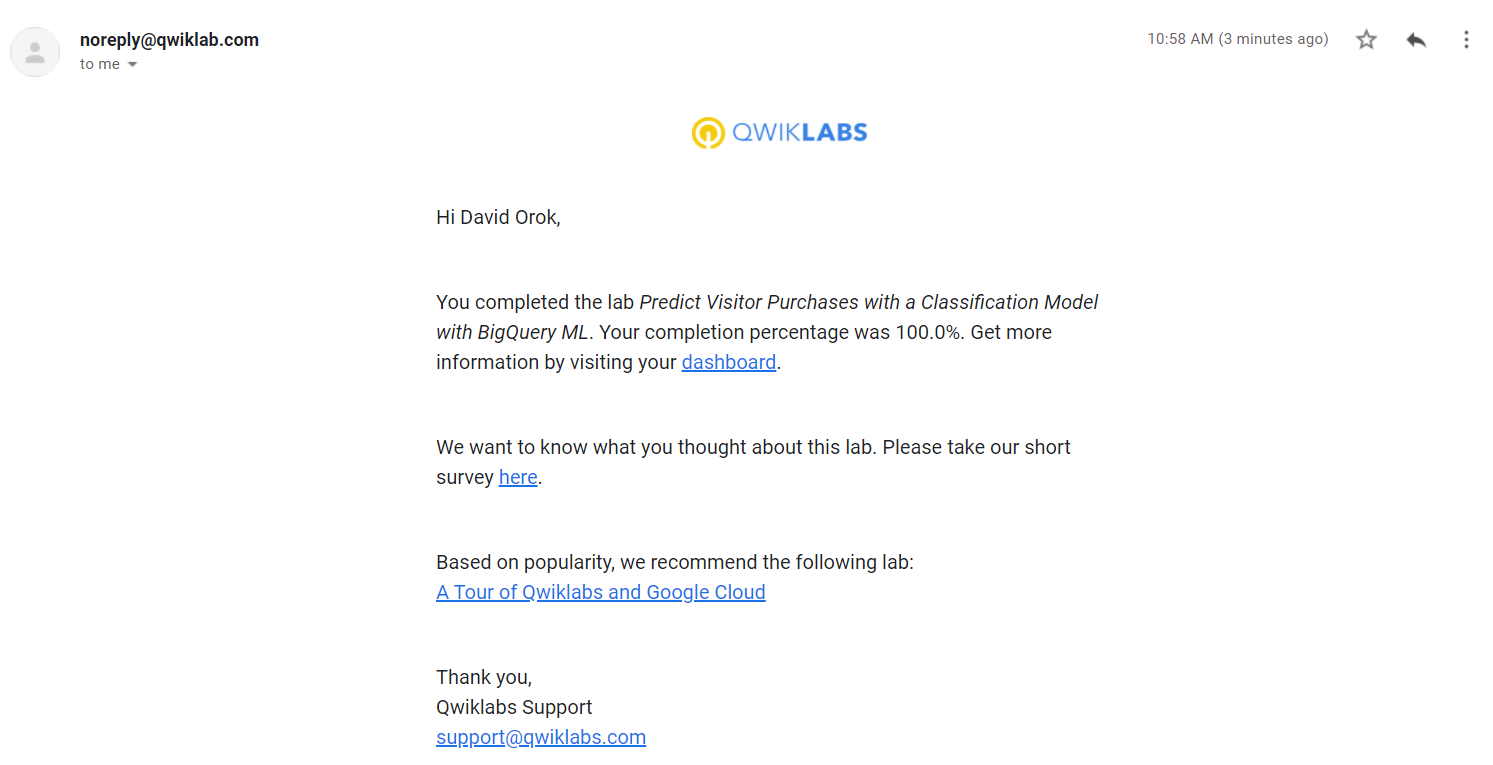 noreply@qwiklab.com
10:58 AM (3 minutes ago)
to me
QWIKLABS
Hi David Orok,
You completed the lab Predict Visitor Purchases with a Classification Model
with BigQuery ML. Your completion percentage was 100.0%. Get more
information by visiting your dashboard.
We want to know what you thought about this lab. Please take our short
survey here.
Based on popularity, we recommend the following lab:
A Tour of Qwiklabs and Google Cloud
Thank you,
Qwiklabs Support
support@qwiklabs.com